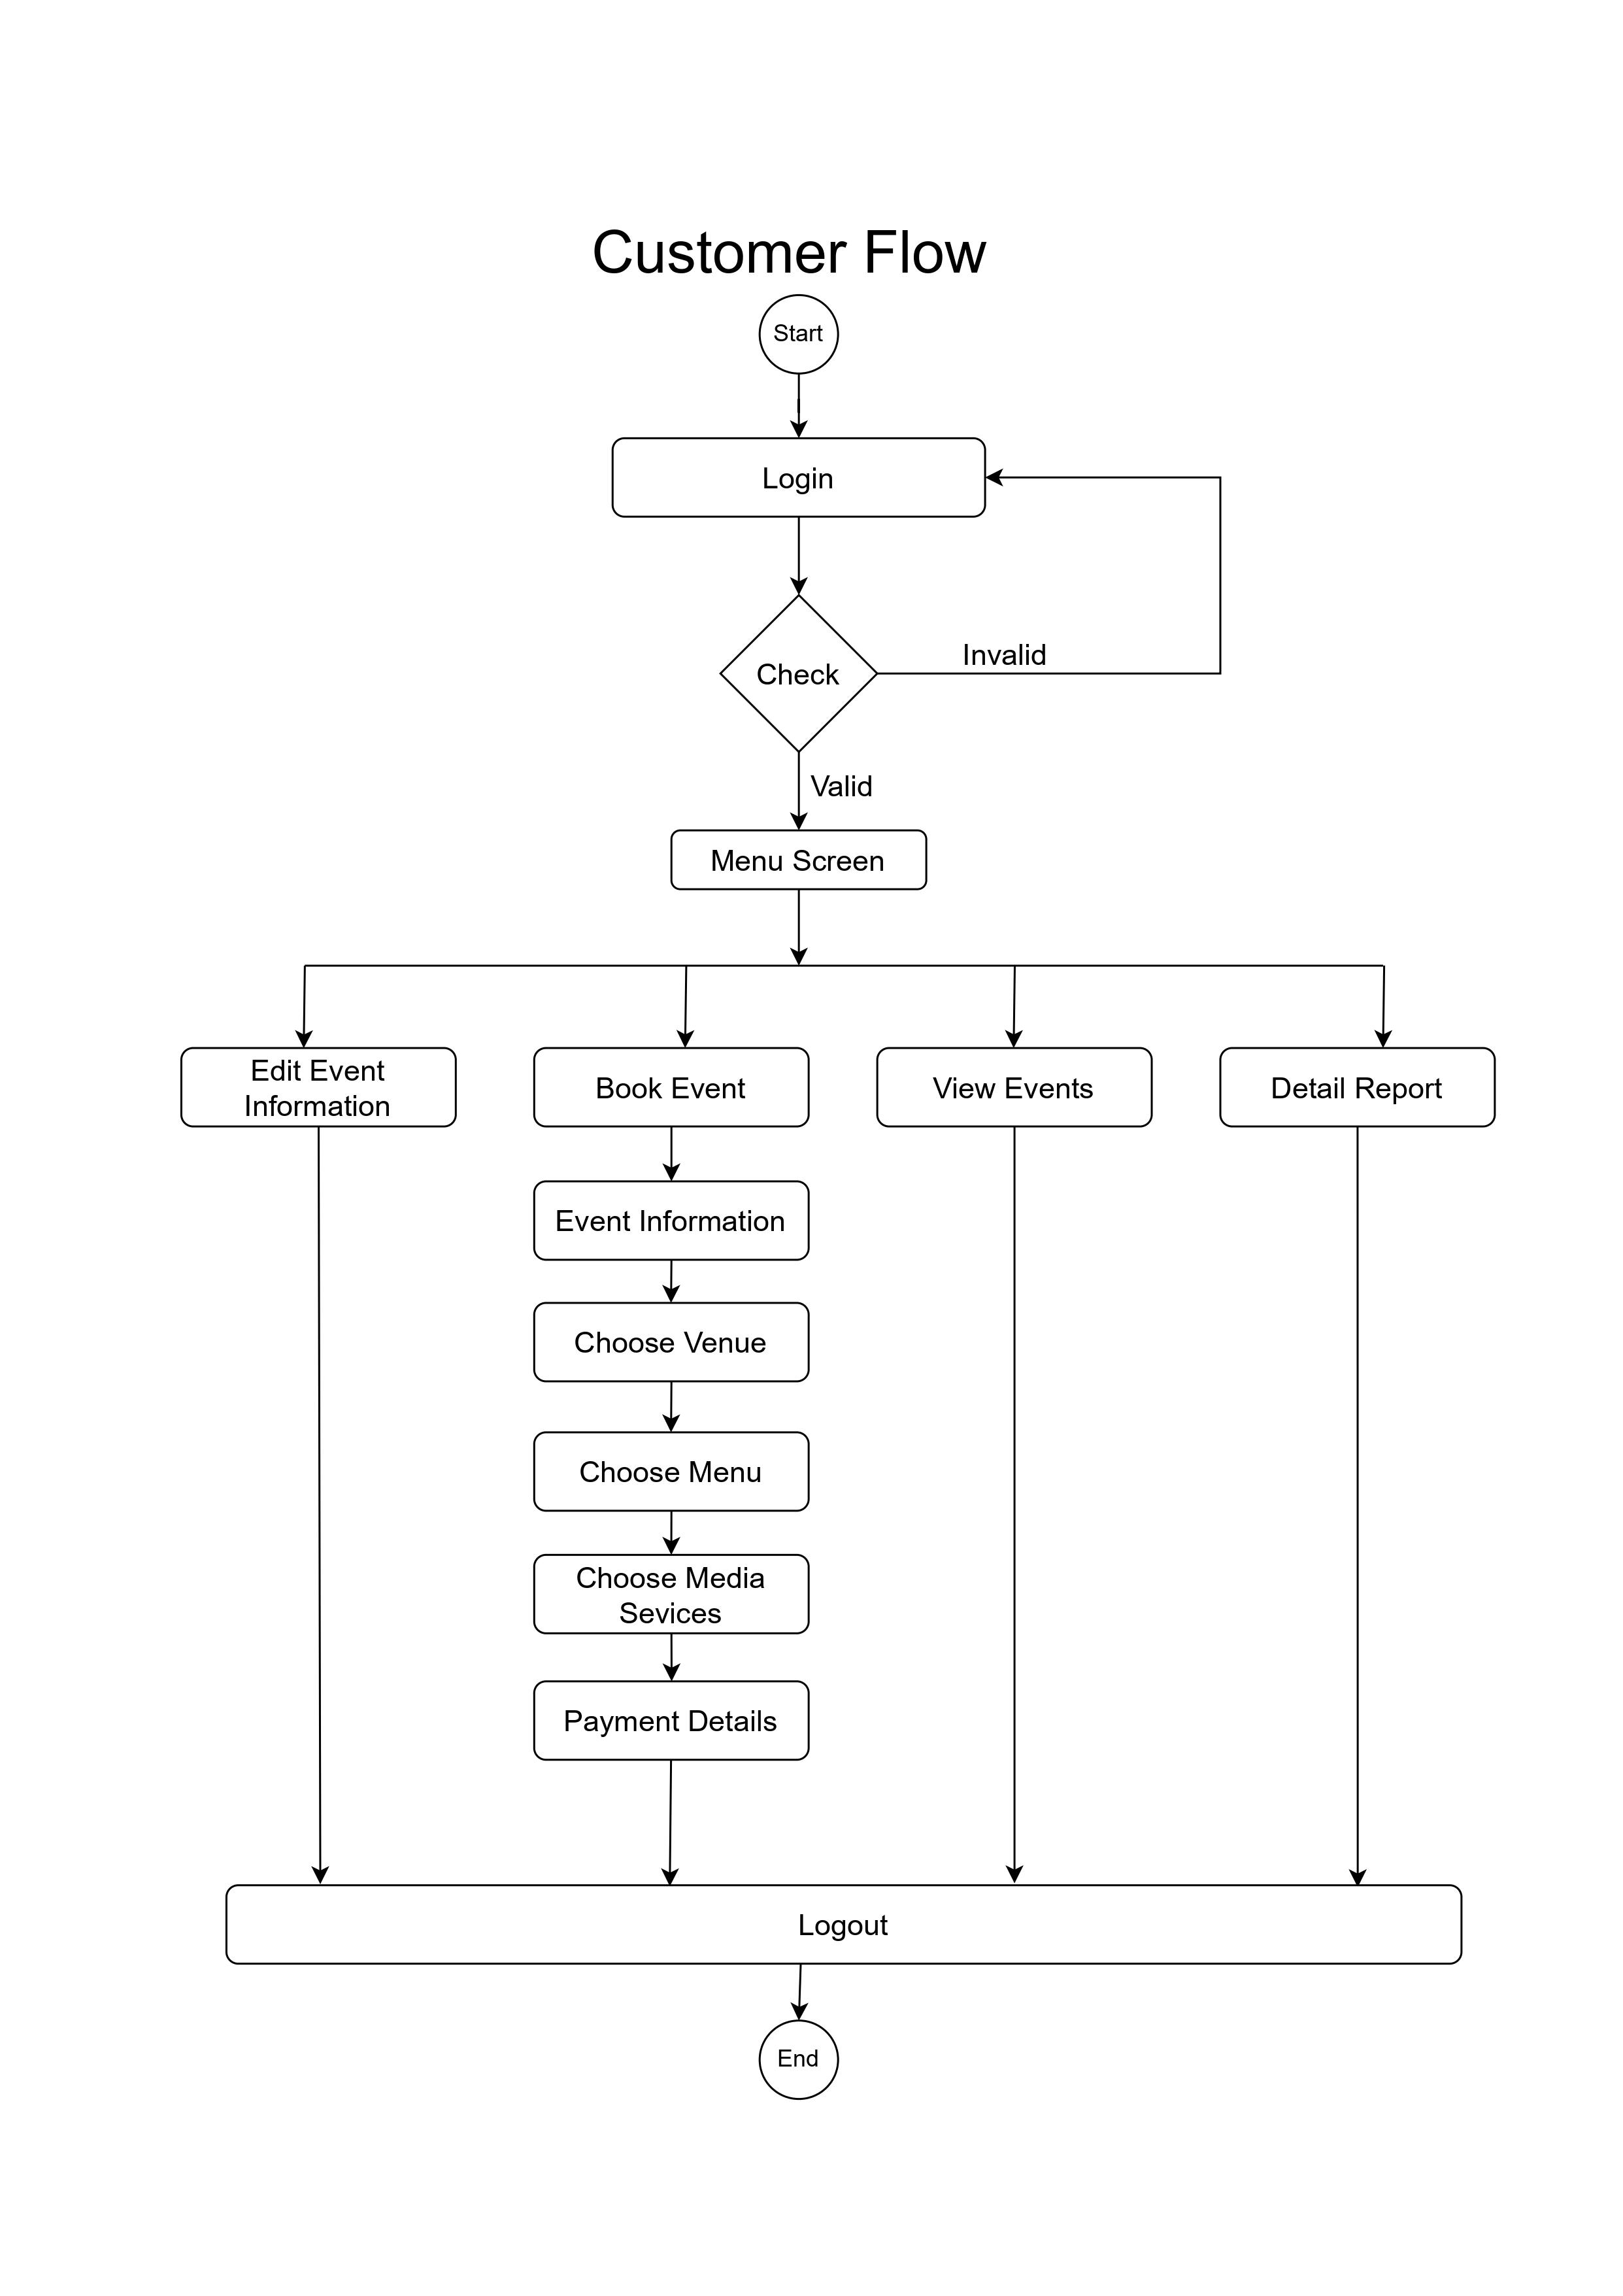 Customer Flow
Start
Login
Check
Invalid
Valid
Menu Screen
Edit Event
Information
Book Event
View Events
Detail Report
Event Information
Choose Venue
Choose Menu
Choose Media
Sevices
Payment Details
Logout
End